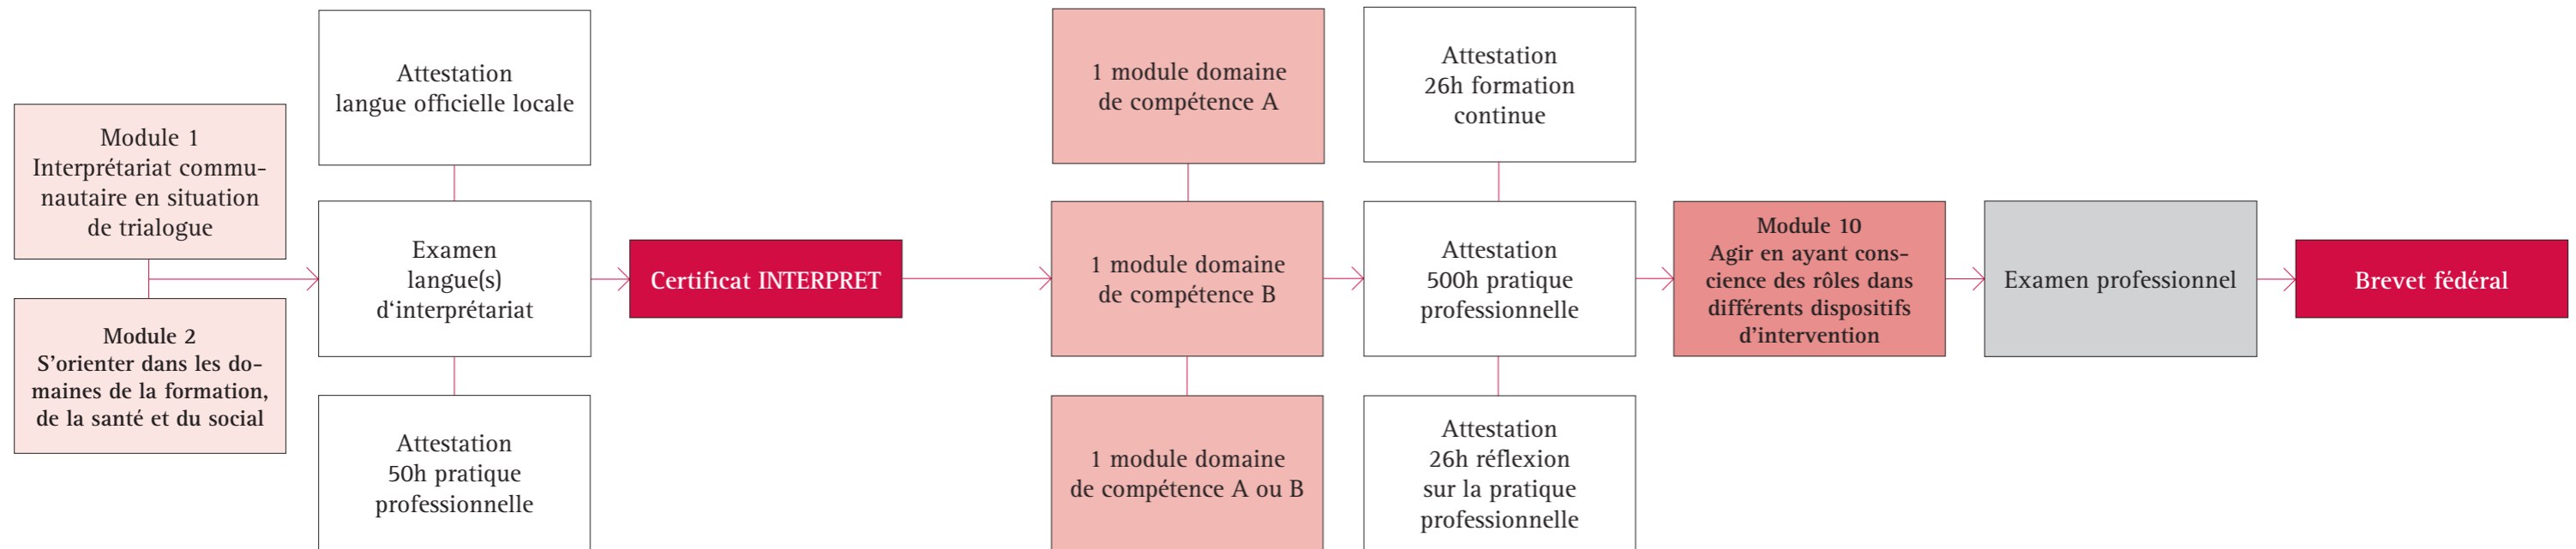 Module 1
Interprétariat commu-
nautaire en situation
de trialogue
Module 2
S'orienter dans les do-
maines de la formation,
de la santé et du social
Attestation
langue officielle locale
Examen
langue(s)
d‘interprétariat
Attestation
50h pratique
professionnelle
Certificat INTERPRET
1 module domaine
de compétence A
1 module domaine
de compétence B
1 module domaine
de compétence A ou B
Attestation
26h formation
continue
Attestation
500h pratique
professionnelle
Attestation
26h réflexion
sur la pratique
professionnelle
Module 10
Agir en ayant cons-
cience des rôles dans
différents dispositifs
d'intervention
Examen professionnel
Brevet fédéral